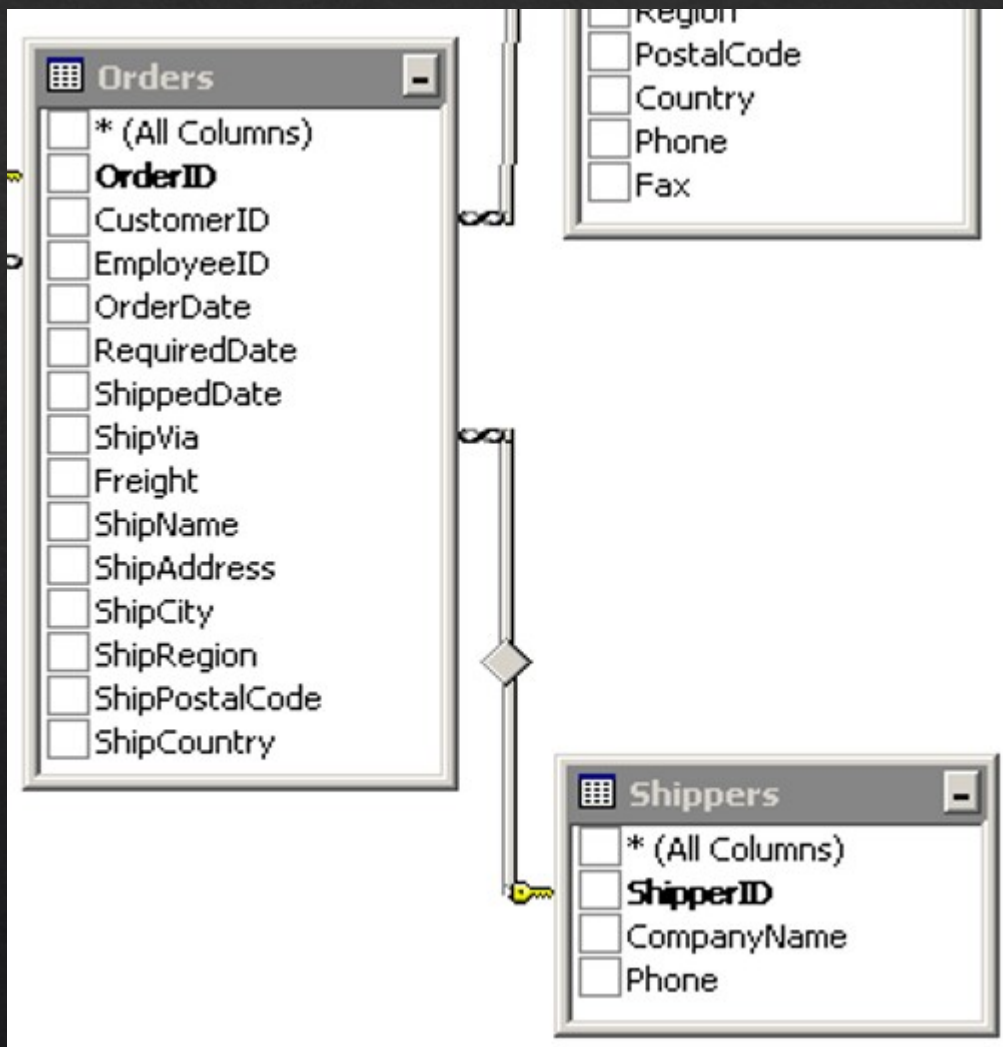 Orders
* (All Columns)
OrderID
CustomerID
EmployeeID
OrderDate
RequiredDate
ShippedDate
ShipVia
Freight
ShipName
ShipAddress
ShipCity
ShipRegion
ShipPostalCode
ShipCountry
Region
PostalCode
Country
Phone
Fax
Shippers
* (All Columns)
ShipperID
CompanyName
Phone